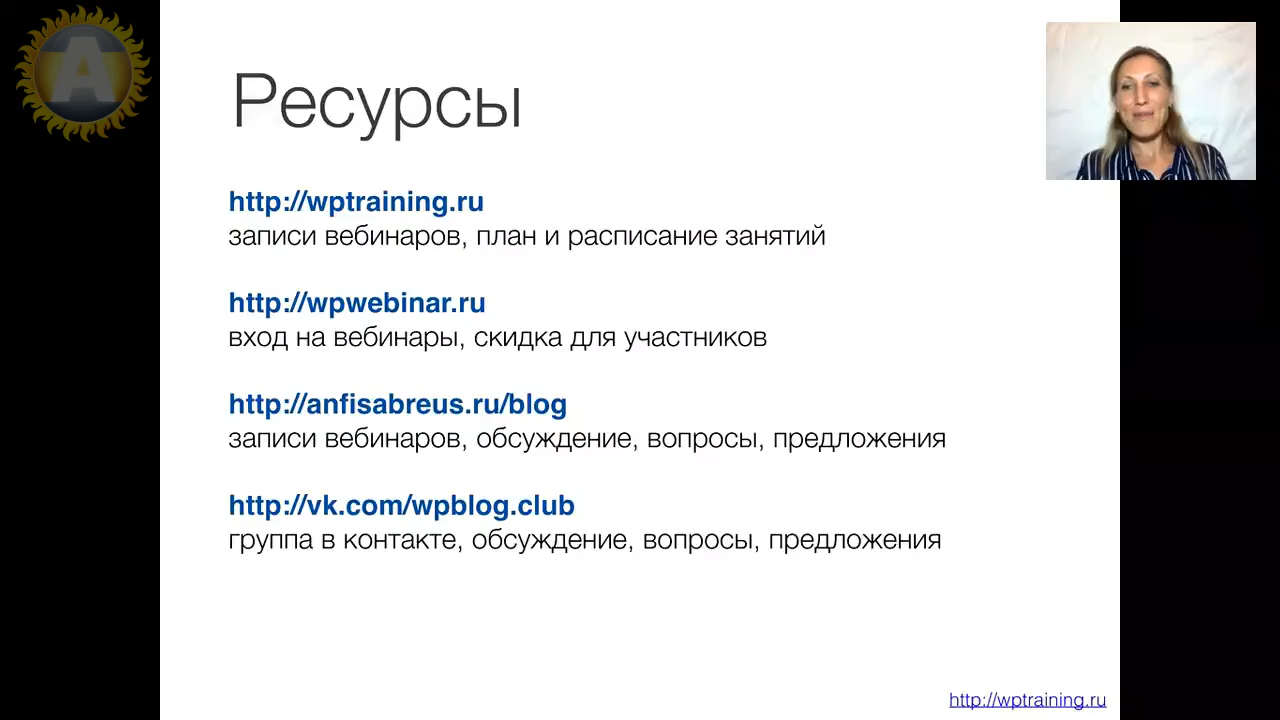 A
Ресурсы
http://wptraining.ru
записи вебинаров, план и расписание занятий
http://wpwebinar.ru
вход на вебинары, скидка для участников
http://anfisabreus.ru/blog
записи вебинаров, обсуждение, вопросы, предложения
http://vk.com/wpblog.club
группа в контакте, обсуждение, вопросы, предложения
http://wptraining.ru